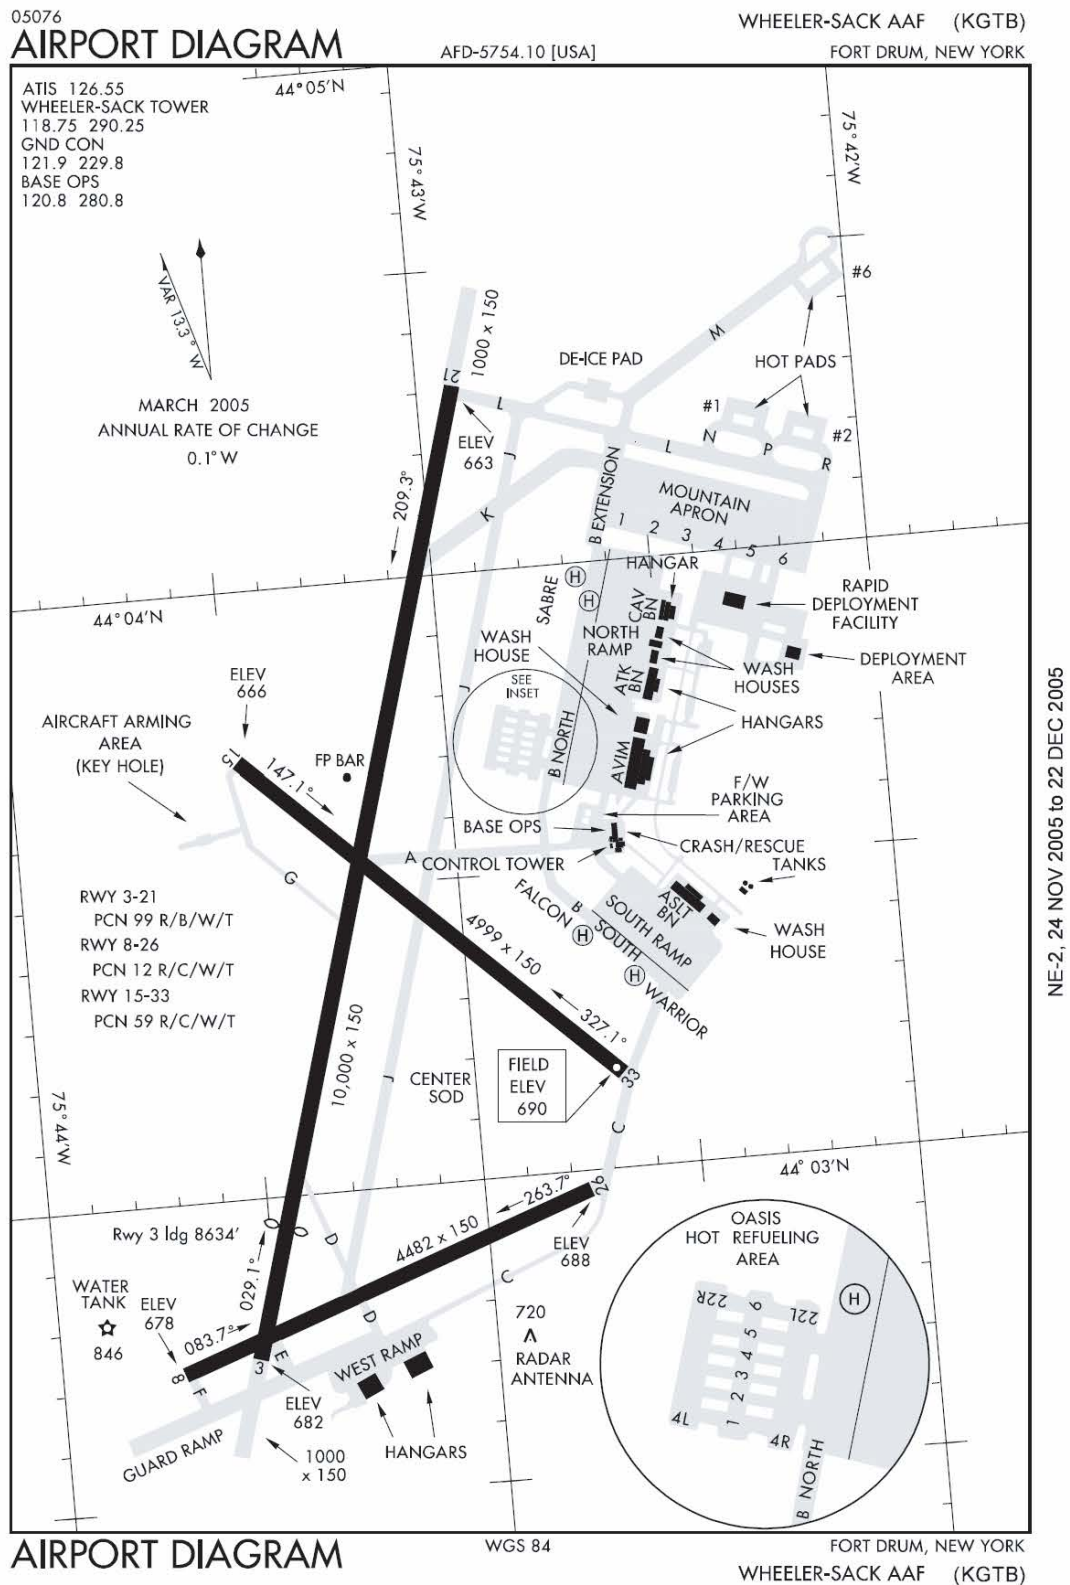 05076
AIRPORT DIAGRAM
AFD-5754.10 [USA]
WHEELER-SACK AAF (KGTB)
FORT DRUM, NEW YORK
ATIS 126.55
WHEELER-SACK TOWER
118.75 290.25
GND CON
121.9 229.8
BASE OPS
120.8 280.8
44°05'N
75°43'W
75°42'W
VAR 13.3° W
MARCH 2005
ANNUAL RATE OF CHANGE
0.1°W
#6
M
HOT PADS
DE-ICE PAD
1000 x 150
21
L
ELEV
663
J
#1
#2
N
P
R
L
K
209.3°
B EXTENSION
MOUNTAIN
APRON
1
2
3
4
5
6
44°04'N
HANGAR
SABRE
H
H
CAV
BN
RAPID
DEPLOYMENT
FACILITY
WASH
HOUSE
NORTH
RAMP
WASH
HOUSES
DEPLOYMENT
AREA
ATK
BN
SEE
INSET
J
HANGARS
ELEV
666
AIRCRAFT ARMING
AREA
(KEY HOLE)
15
147.1°
FP BAR
B NORTH
AVIM
F/W
PARKING
AREA
BASE OPS
CRASH/RESCUE
TANKS
A
CONTROL TOWER
G
FALCON
H
B
SOUTH
SOUTH RAMP
ASLT
BN
WASH
HOUSE
RWY 3-21
PCN 99 R/B/W/T
RWY 8-26
PCN 12 R/C/W/T
RWY 15-33
PCN 59 R/C/W/T
4999 x 150
H
WARRIOR
327.1°
10,000 x 150
J
CENTER
SOD
FIELD
ELEV
690
33
C
75°44'W
44°03'N
263.7°
26
Rwy 3 ldg 8634'
D
4482 x 150
ELEV
688
C
029.1°
WATER
TANK
846
ELEV
678
083.7°
D
8
F
3
E
WEST RAMP
720
RADAR
ANTENNA
ELEV
682
GUARD RAMP
1000
x 150
HANGARS
OASIS
HOT REFUELING
AREA
H
22R
6
22L
5
4
3
2
1
4L
4R
B NORTH
NE-2, 24 NOV 2005 to 22 DEC 2005
AIRPORT DIAGRAM
WGS 84
FORT DRUM, NEW YORK
WHEELER-SACK AAF (KGTB)